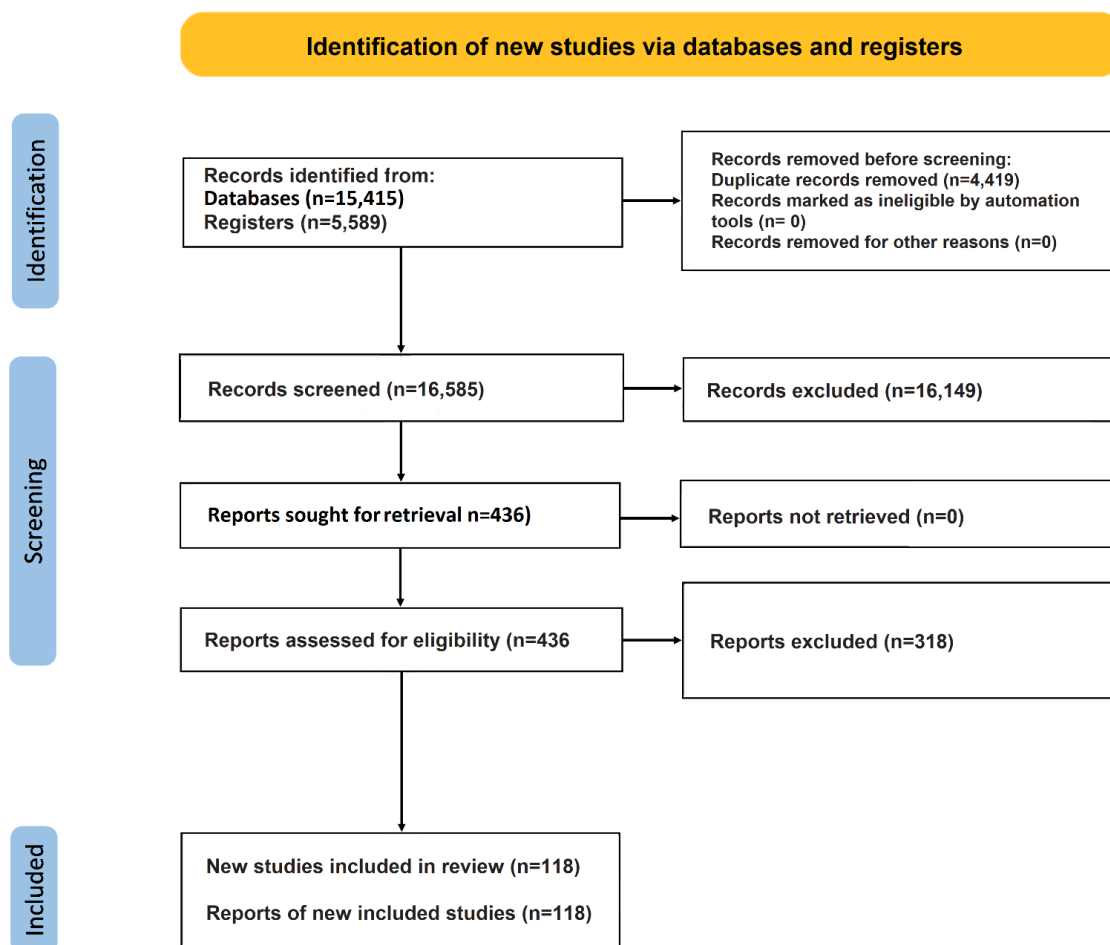 Identification of new studies via databases and registers
Identification
Records identified from:
Databases (n=15,415)
Registers (n=5,589)
Records removed before screening:
Duplicate records removed (n=4,419)
Records marked as ineligible by automation
tools (n= 0)
Records removed for other reasons (n=0)
Screening
Records screened (n=16,585)
Records excluded (n=16,149)
Reports sought for retrieval n=436)
Reports not retrieved (n=0)
Reports assessed for eligibility (n=436
Reports excluded (n=318)
Included
New studies included in review (n=118)
Reports of new included studies (n=118)